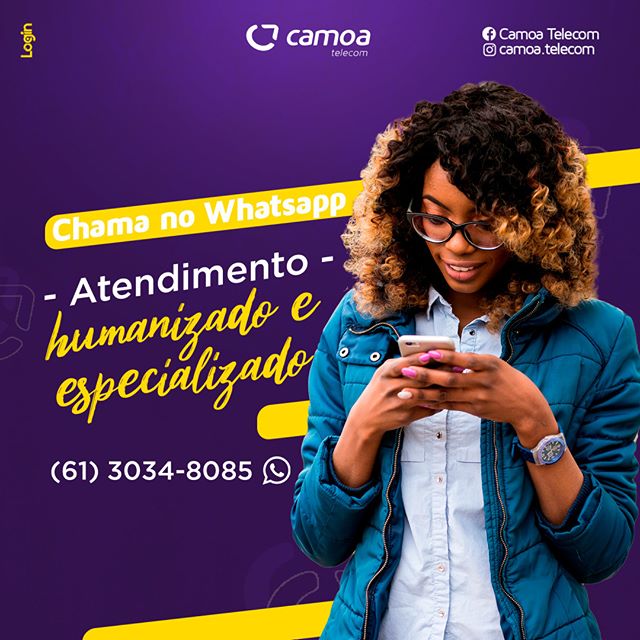 Login
camoa
telecom
Camoa Telecom
camoa.telecom
Chama no Whatsapp
- Atendimento -
humanizado e
especializado
(61) 3034-8085